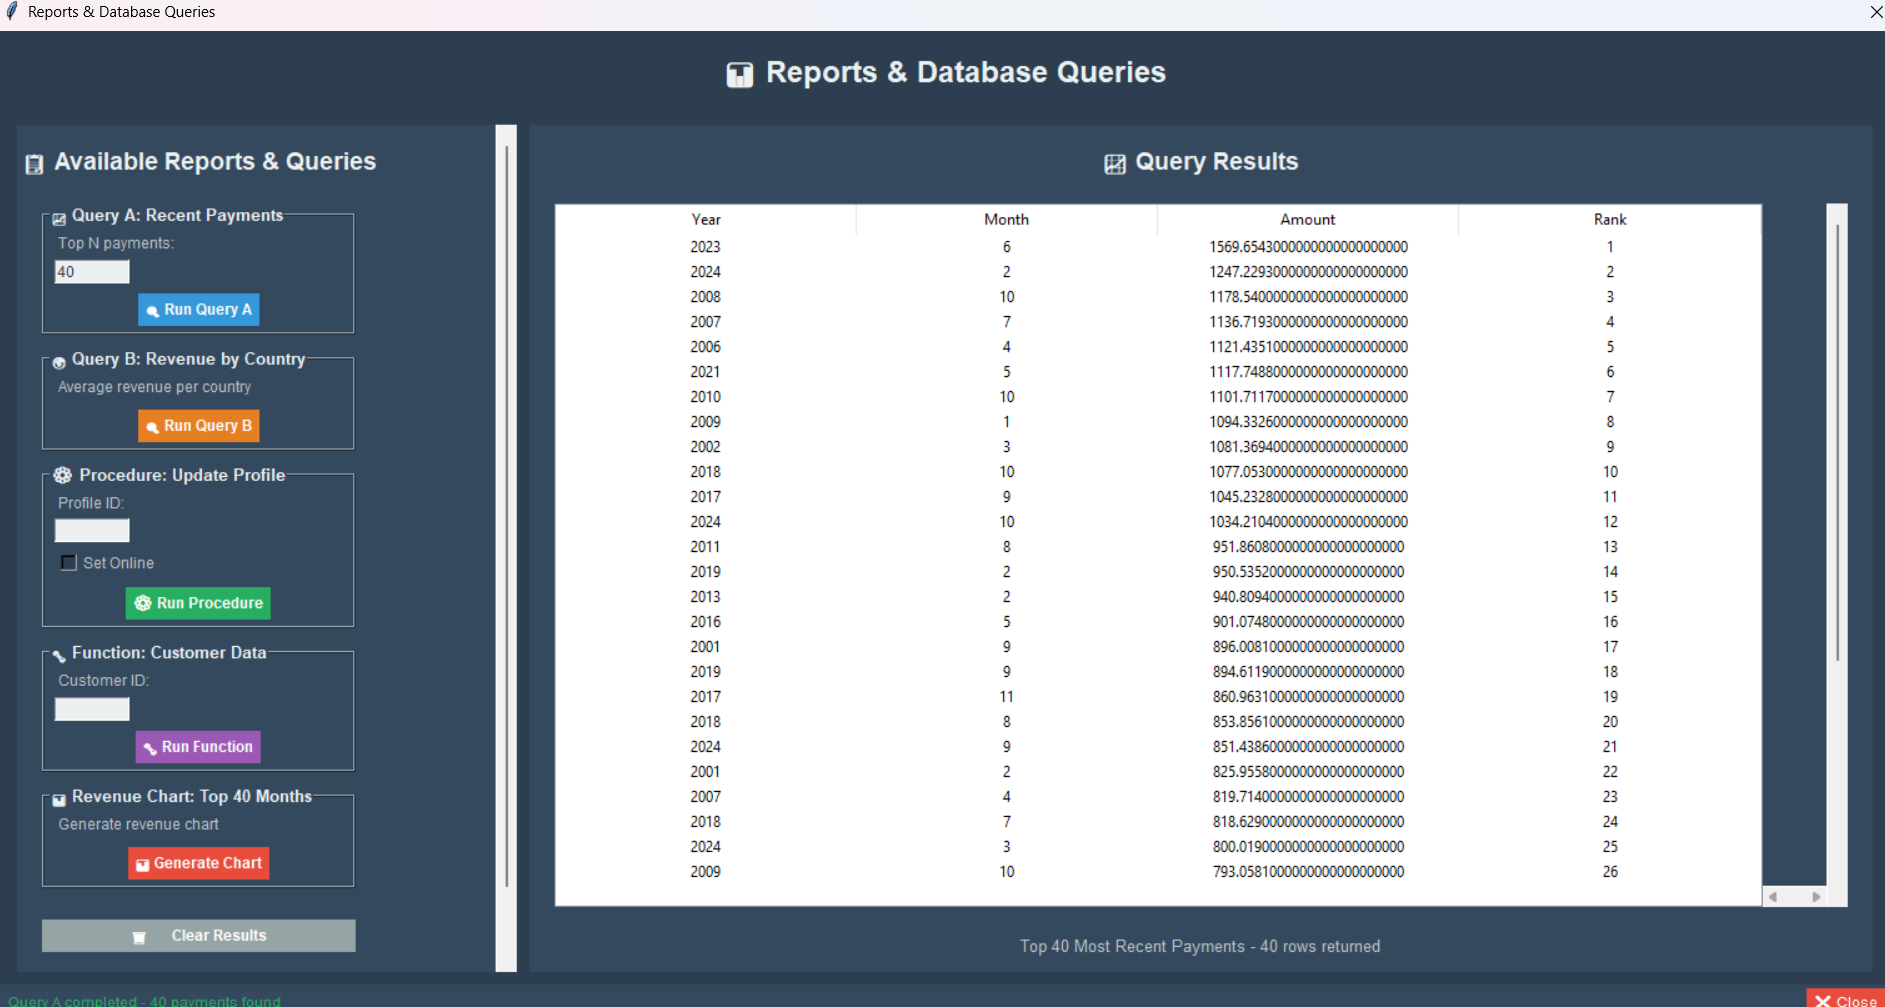 Reports & Database Queries
Reports & Database Queries
Available Reports & Queries
Query A: Recent Payments
Top N payments:
40
Run Query A
Query B: Revenue by Country
Average revenue per country
Run Query B
Procedure: Update Profile
Profile ID:
Set Online
Run Procedure
Function: Customer Data
Customer ID:
Run Function
Revenue Chart: Top 40 Months
Generate revenue chart
Generate Chart
Clear Results
Query Results
Year Month Amount Rank
2023 6 1569.6543000000000000000000 1
2024 2 1247.2293000000000000000000 2
2008 10 1178.5400000000000000000000 3
2007 7 1136.7193000000000000000000 4
2006 4 1121.4351000000000000000000 5
2021 5 1117.7488000000000000000000 6
2010 10 1101.7117000000000000000000 7
2009 1 1094.3326000000000000000000 8
2002 3 1081.3694000000000000000000 9
2018 10 1077.0530000000000000000000 10
2017 9 1045.2328000000000000000000 11
2024 10 1034.2104000000000000000000 12
2011 8 951.8608000000000000000000 13
2019 2 950.5352000000000000000000 14
2013 2 940.8094000000000000000000 15
2016 5 901.0748000000000000000000 16
2001 9 896.0081000000000000000000 17
2019 9 894.6119000000000000000000 18
2017 11 860.9631000000000000000000 19
2018 8 853.8561000000000000000000 20
2024 9 851.4386000000000000000000 21
2001 2 825.9558000000000000000000 22
2007 4 819.7140000000000000000000 23
2018 7 818.6290000000000000000000 24
2024 3 800.0190000000000000000000 25
2009 10 793.0581000000000000000000 26
Top 40 Most Recent Payments - 40 rows returned
Query A completed - 40 payments found
Close